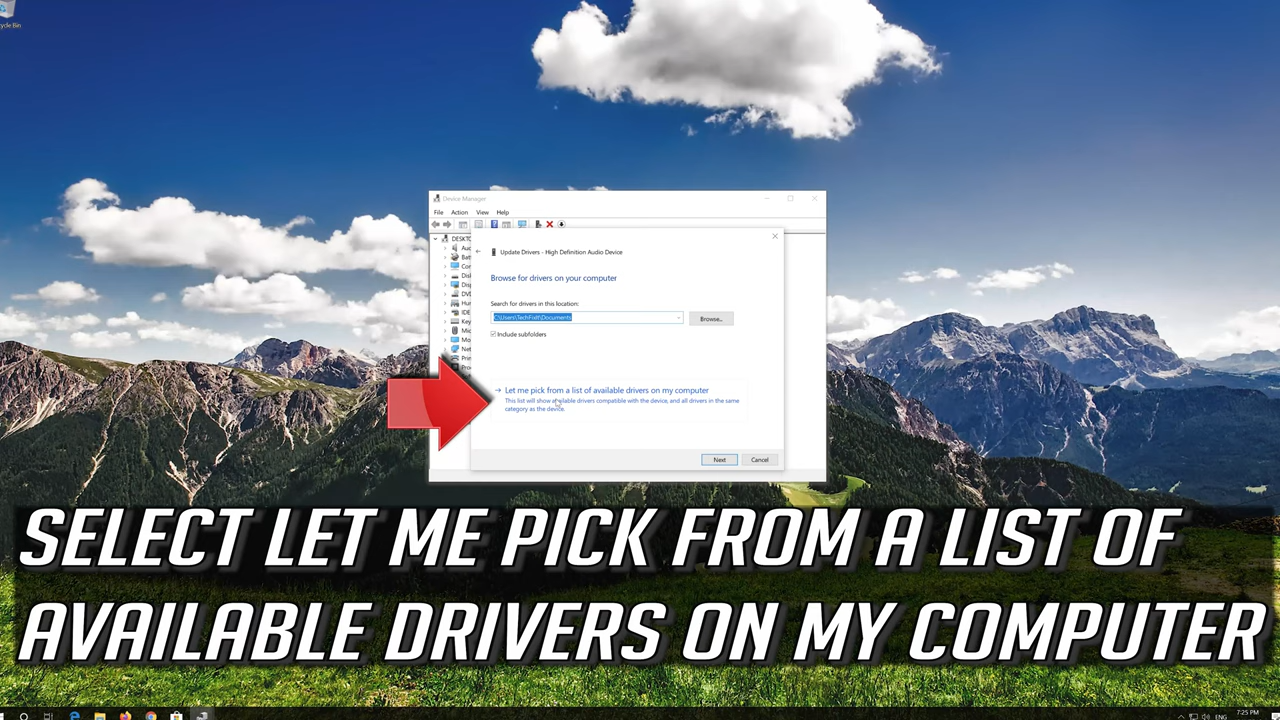 cycle Bin
Device Manager
File Action View Help
DESKTO
Update Drivers - High Definition Audio Device
Browse for drivers on your computer
Search for drivers in this location:
C:\Users\TechFixIt\Documents
Browse...
Include subfolders
Let me pick from a list of available drivers on my computer
This list will show available drivers compatible with the device, and all drivers in the same
category as the device.
Next Cancel
SELECT LET ME PICK FROM A LIST OF
AVAILABLE DRIVERS ON MY COMPUTER
ENG
7:25 PM